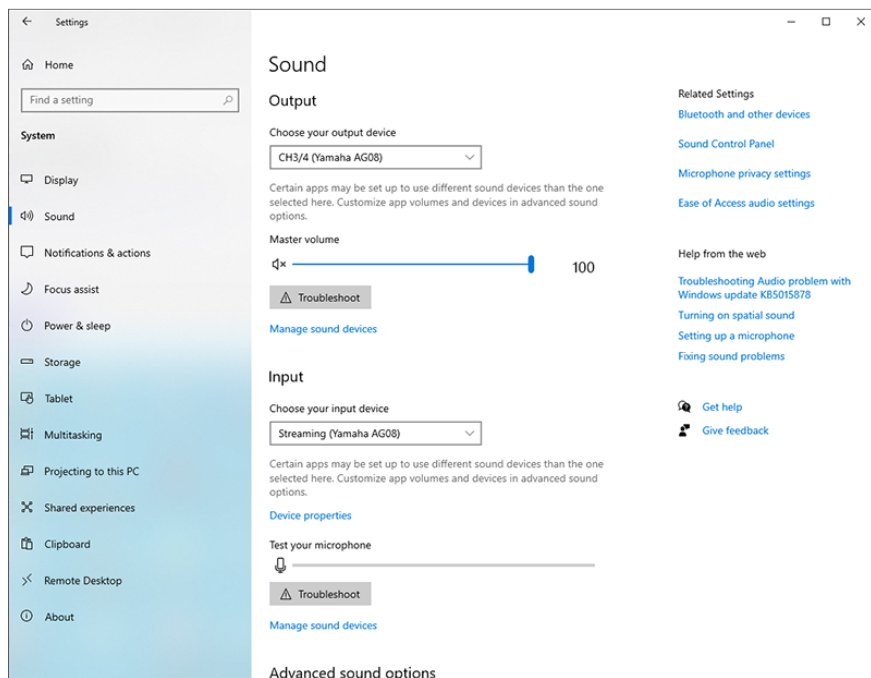 Settings
Home
Find a setting
System
Display
Sound
Notifications & actions
Focus assist
Power & sleep
Storage
Tablet
Multitasking
Projecting to this PC
Shared experiences
Clipboard
Remote Desktop
About
Sound
Output
Choose your output device
CH3/4 (Yamaha AG08)
Certain apps may be set up to use different sound devices than the one
selected here. Customize app volumes and devices in advanced sound
options.
Master volume
100
Troubleshoot
Manage sound devices
Input
Choose your input device
Streaming (Yamaha AG08)
Certain apps may be set up to use different sound devices than the one
selected here. Customize app volumes and devices in advanced sound
options.
Device properties
Test your microphone
Troubleshoot
Manage sound devices
Advanced sound options
Related Settings
Bluetooth and other devices
Sound Control Panel
Microphone privacy settings
Ease of Access audio settings
Help from the web
Troubleshooting Audio problem with
Windows update KB5015878
Turning on spatial sound
Setting up a microphone
Fixing sound problems
Get help
Give feedback